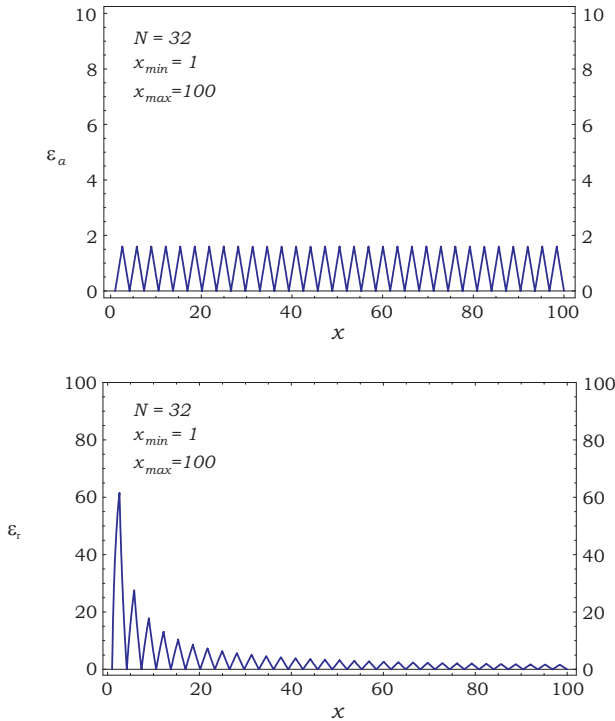 10 10
N = 32
8 x_min = 1 8
x_max=100
6 6
ε_a
4 4
2 2
0 0
0 20 40 60 80 100
x
100 100
N = 32
80 x_min = 1 80
x_max=100
60 60
ε_r
40 40
20 20
0 0
0 20 40 60 80 100
x